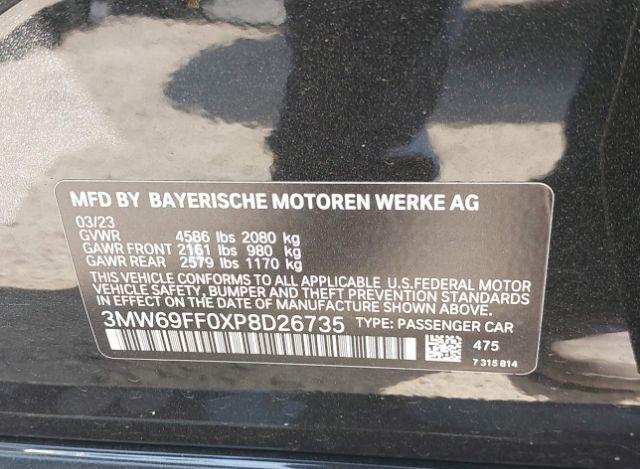 MFD BY BAYERISCHE MOTOREN WERKE AG
03/23
GVWR 4586 lbs 2080 kg
GAWR FRONT 2161 lbs 980 kg
GAWR REAR 2579 lbs 1170 kg
THIS VEHICLE CONFORMS TO ALL APPLICABLE U.S.FEDERAL MOTOR
VEHICLE SAFETY, BUMPER AND THEFT PREVENTION STANDARDS
IN EFFECT ON THE DATE OF MANUFACTURE SHOWN ABOVE.
3MW69FF0XP8D26735 TYPE: PASSENGER CAR
475
7 315 814